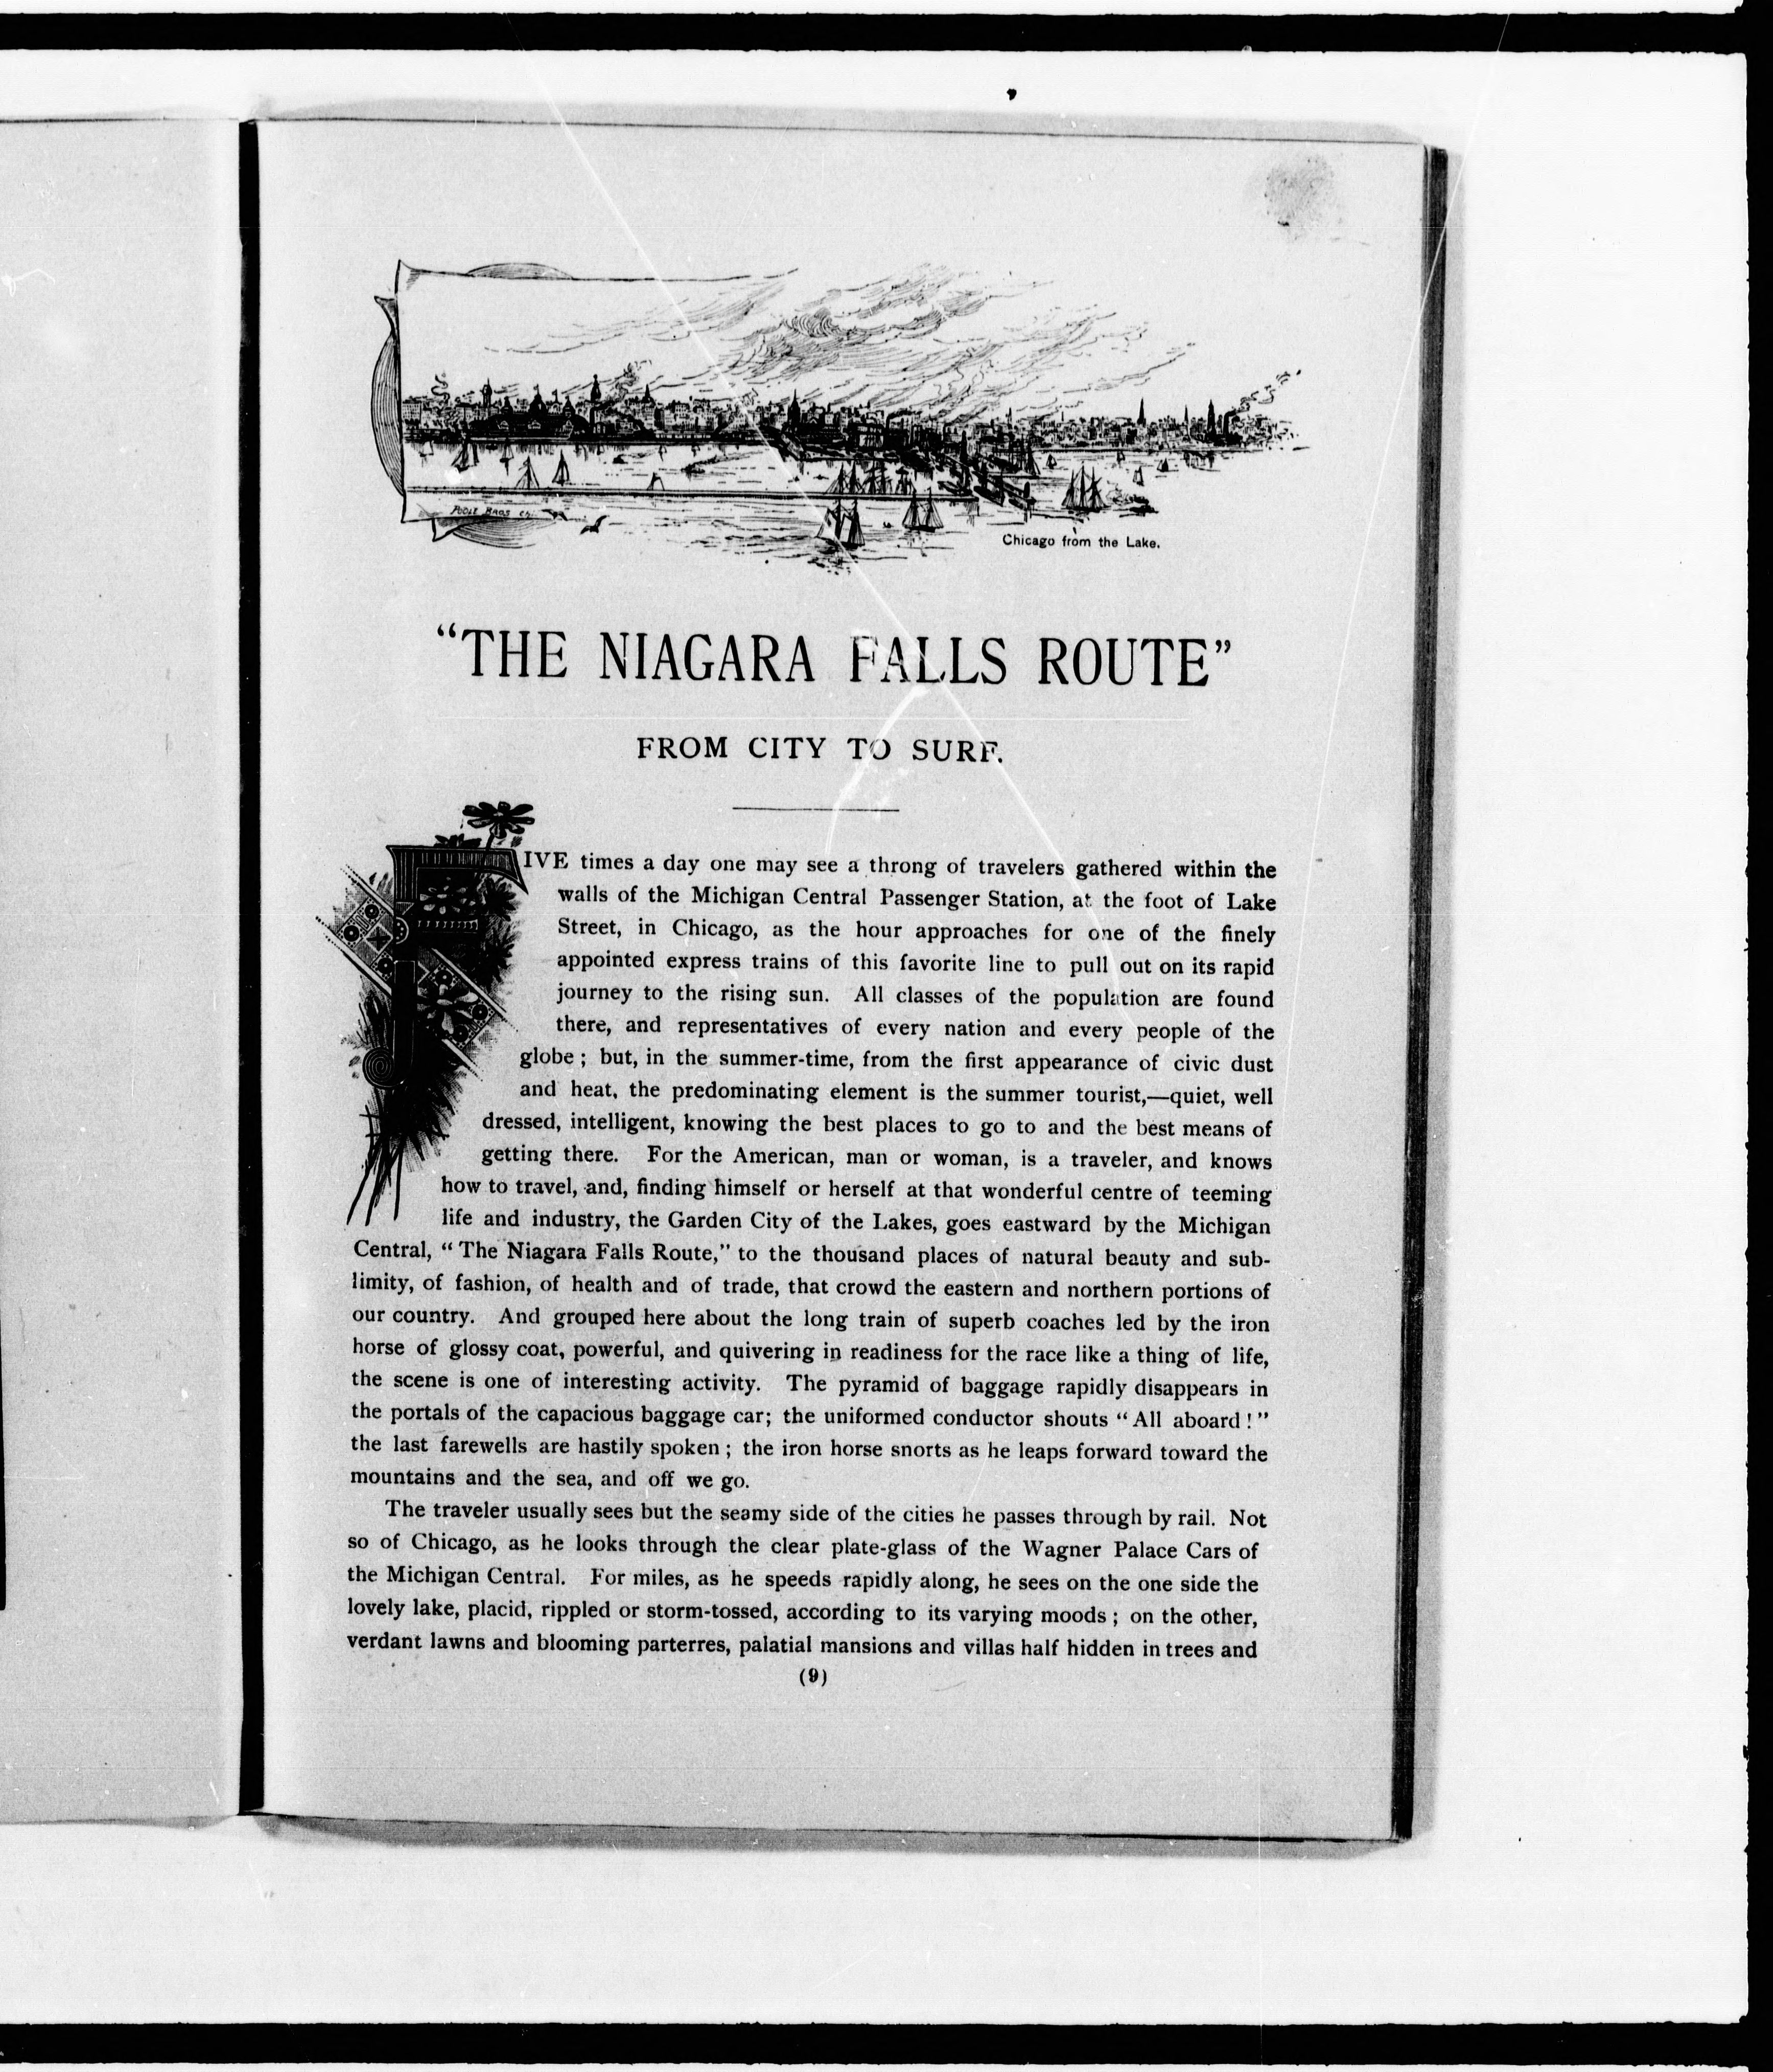 POOLE BROS Ch.
Chicago from the Lake.
“THE NIAGARA FALLS ROUTE”
FROM CITY TO SURF.
FIVE times a day one may see a throng of travelers gathered within the
walls of the Michigan Central Passenger Station, at the foot of Lake
Street, in Chicago, as the hour approaches for one of the finely
appointed express trains of this favorite line to pull out on its rapid
journey to the rising sun. All classes of the population are found
there, and representatives of every nation and every people of the
globe ; but, in the summer-time, from the first appearance of civic dust
and heat, the predominating element is the summer tourist,—quiet, well
dressed, intelligent, knowing the best places to go to and the best means of
getting there. For the American, man or woman, is a traveler, and knows
how to travel, and, finding himself or herself at that wonderful centre of teeming
life and industry, the Garden City of the Lakes, goes eastward by the Michigan
Central, “ The Niagara Falls Route,” to the thousand places of natural beauty and sub-
limity, of fashion, of health and of trade, that crowd the eastern and northern portions of
our country. And grouped here about the long train of superb coaches led by the iron
horse of glossy coat, powerful, and quivering in readiness for the race like a thing of life,
the scene is one of interesting activity. The pyramid of baggage rapidly disappears in
the portals of the capacious baggage car; the uniformed conductor shouts “ All aboard ! ”
the last farewells are hastily spoken ; the iron horse snorts as he leaps forward toward the
mountains and the sea, and off we go.
The traveler usually sees but the seamy side of the cities he passes through by rail. Not
so of Chicago, as he looks through the clear plate-glass of the Wagner Palace Cars of
the Michigan Central. For miles, as he speeds rapidly along, he sees on the one side the
lovely lake, placid, rippled or storm-tossed, according to its varying moods ; on the other,
verdant lawns and blooming parterres, palatial mansions and villas half hidden in trees and
(9)